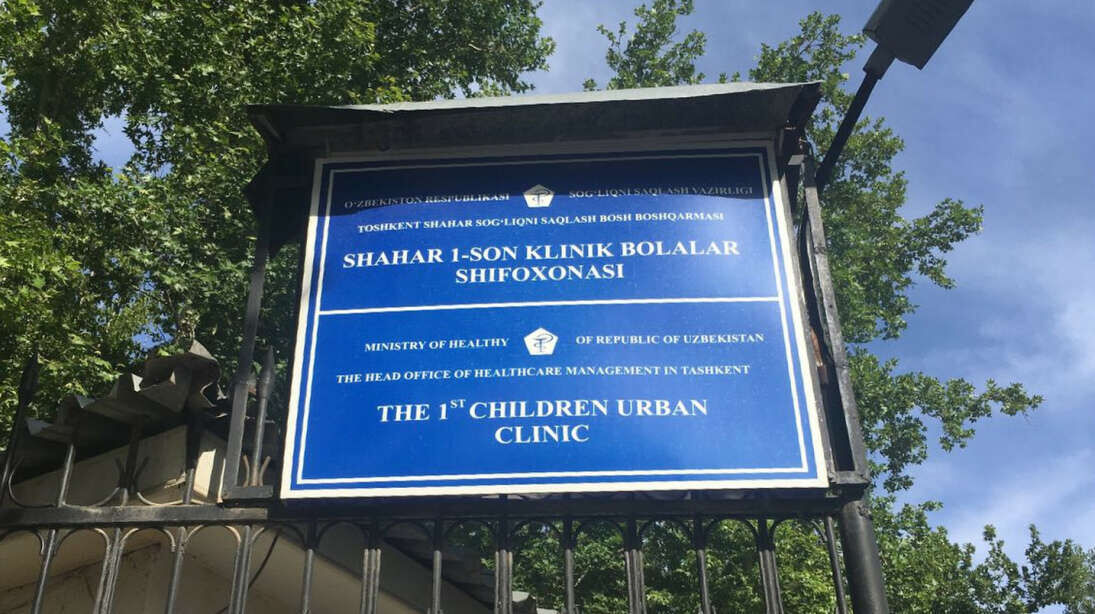 O‘ZBEKISTON RESPUBLIKASI SOG‘LIQNI SAQLASH VAZIRLIGI
TOSHKENT SHAHAR SOG‘LIQNI SAQLASH BOSH BOSHQARMASI
SHAHAR 1-SON KLINIK BOLALAR
SHIFOXONASI
MINISTRY OF HEALTHY OF REPUBLIC OF UZBEKISTAN
THE HEAD OFFICE OF HEALTHCARE MANAGEMENT IN TASHKENT
THE 1ST CHILDREN URBAN
CLINIC